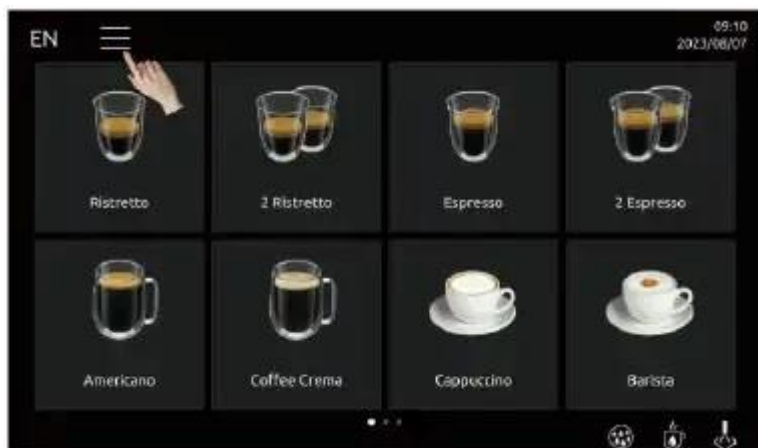 EN
09:10
2023/08/07
Ristretto
2 Ristretto
Espresso
2 Espresso
Americano
Coffee Crema
Cappuccino
Barista